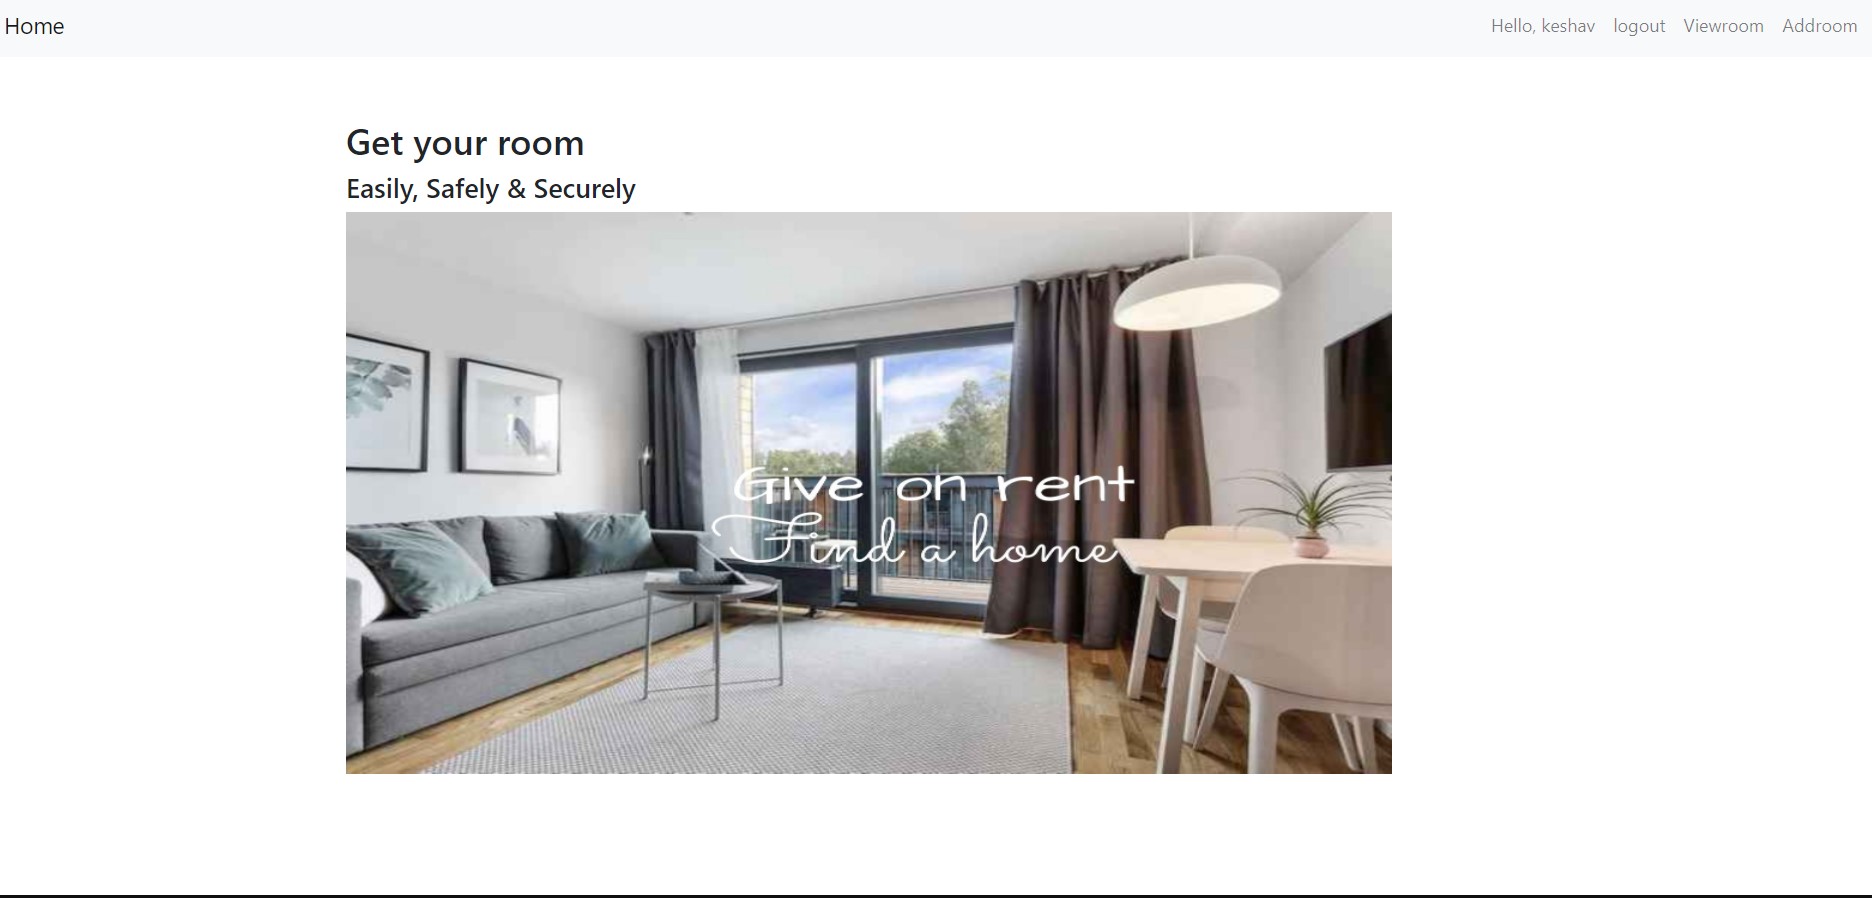 Home
Hello, keshav logout Viewroom Addroom
Get your room
Easily, Safely & Securely
Give on rent
Find a home